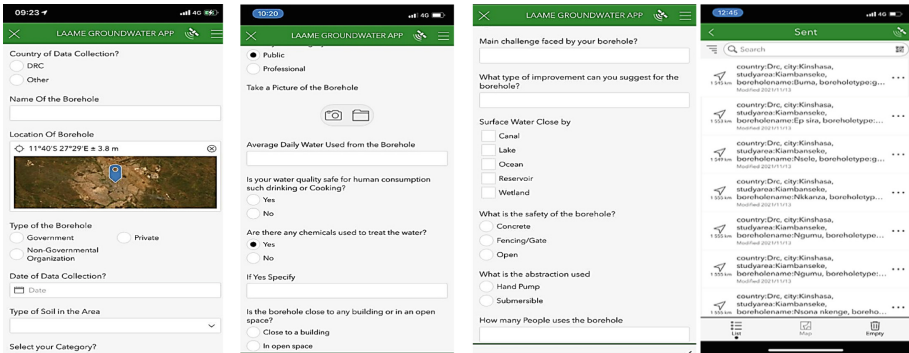 09:23
4G
LAAME GROUNDWATER APP
Country of Data Collection?
DRC
Other
Name Of the Borehole
Location Of Borehole
11°40'S 27°29'E ± 3.8 m
Type of the Borehole
Government
Private
Non-Governmental
Organization
Date of Data Collection?
Date
Type of Soil in the Area
Select your Category?
10:20
4G
LAAME GROUNDWATER APP
Public
Professional
Take a Picture of the Borehole
Average Daily Water Used from the Borehole
Is your water quality safe for human consumption
such drinking or Cooking?
Yes
No
Are there any chemicals used to treat the water?
Yes
No
If Yes Specify
Is the borehole close to any building or in an open
space?
Close to a building
In open space
LAAME GROUNDWATER APP
Main challenge faced by your borehole?
What type of improvement can you suggest for the
borehole?
Surface Water Close by
Canal
Lake
Ocean
Reservoir
Wetland
What is the safety of the borehole?
Concrete
Fencing/Gate
Open
What is the abstraction used
Hand Pump
Submersible
How many People uses the borehole
12:45
4G
Sent
Search
country:Drc, city:Kinshasa,
studyarea:Kiambanseke,
boreholename:Buma, boreholetype:g...
Modified 2021/11/13
country:Drc, city:Kinshasa,
studyarea:Kiambanseke,
boreholename:Ep sira, boreholetype:...
Modified 2021/11/13
country:Drc, city:Kinshasa,
studyarea:Kiambanseke,
boreholename:Nsele, boreholetype:g...
Modified 2021/11/13
country:Drc, city:Kinshasa,
studyarea:Kiambanseke,
boreholename:Nkkanza, boreholetyp...
Modified 2021/11/13
country:Drc, city:Kinshasa,
studyarea:Kiambanseke,
boreholename:Ngumu, boreholetype...
Modified 2021/11/13
country:Drc, city:Kinshasa,
studyarea:Kiambanseke,
boreholename:Ngumu, boreholetype:...
Modified 2021/11/13
country:Drc, city:Kinshasa,
studyarea:Kiambanseke,
boreholename:Nsona nkenge, boreho...
List
Map
Empty